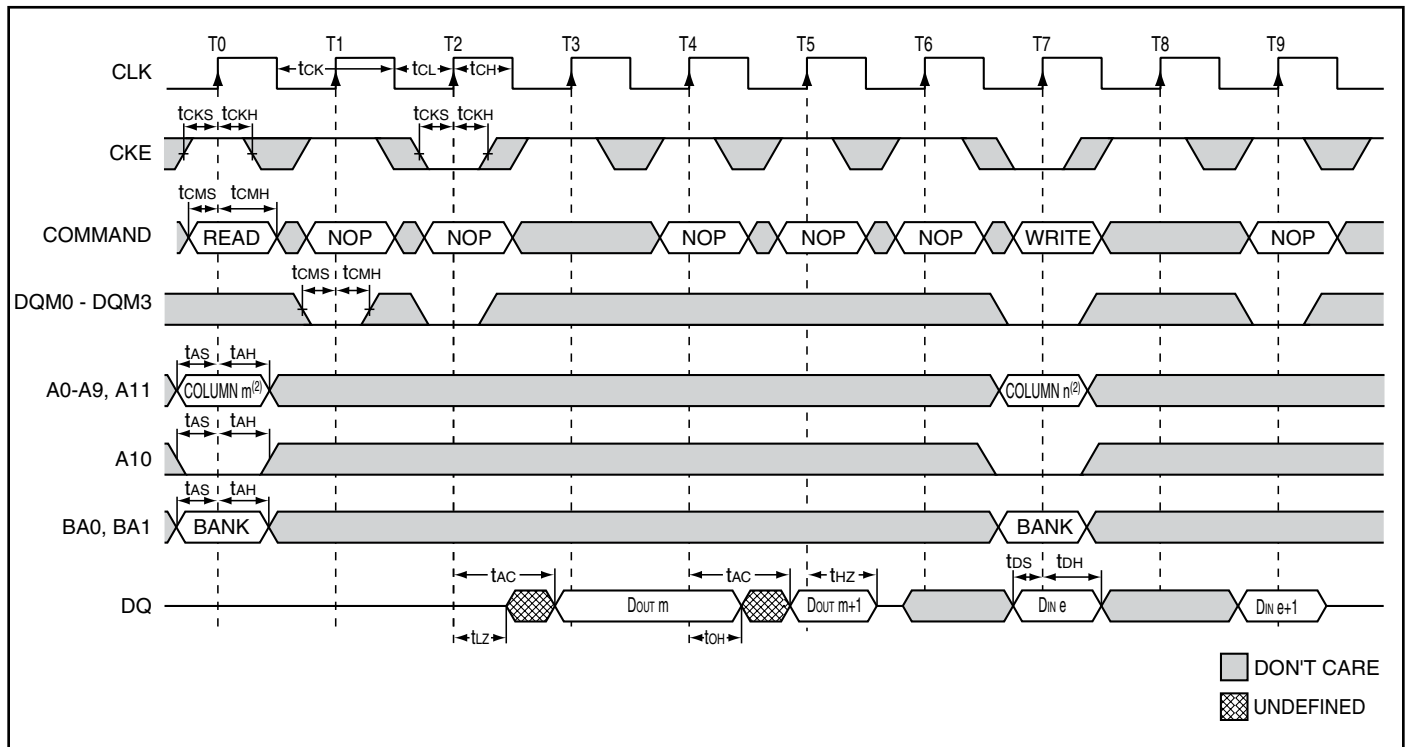 T0 T1 T2 T3 T4 T5 T6 T7 T8 T9
CLK tCK tCL tCH
tCKS tCKH tCKS tCKH
CKE
tCMS tCMH
COMMAND READ NOP NOP NOP NOP NOP WRITE NOP
tCMS tCMH
DQM0 - DQM3
tAS tAH
A0-A9, A11 COLUMN m(2) COLUMN n(2)
tAS tAH
A10
tAS tAH
BA0, BA1 BANK BANK
tAC tAC tHZ tDS tDH
DQ DOUT m DOUT m+1 DIN e DIN e+1
tLZ tOH
DON'T CARE
UNDEFINED